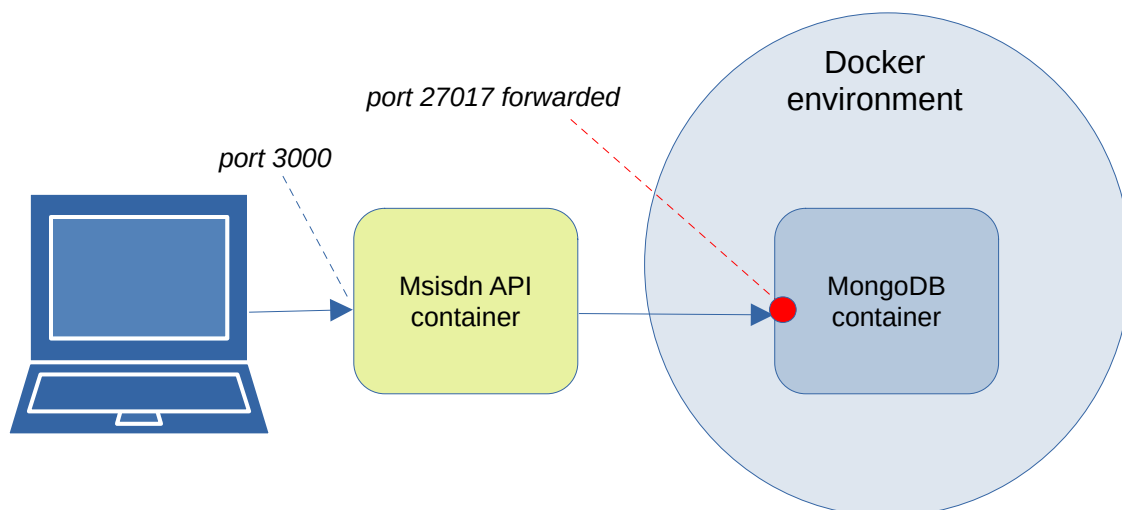 Docker
environment
port 27017 forwarded
port 3000
Msisdn API
container
MongoDB
container